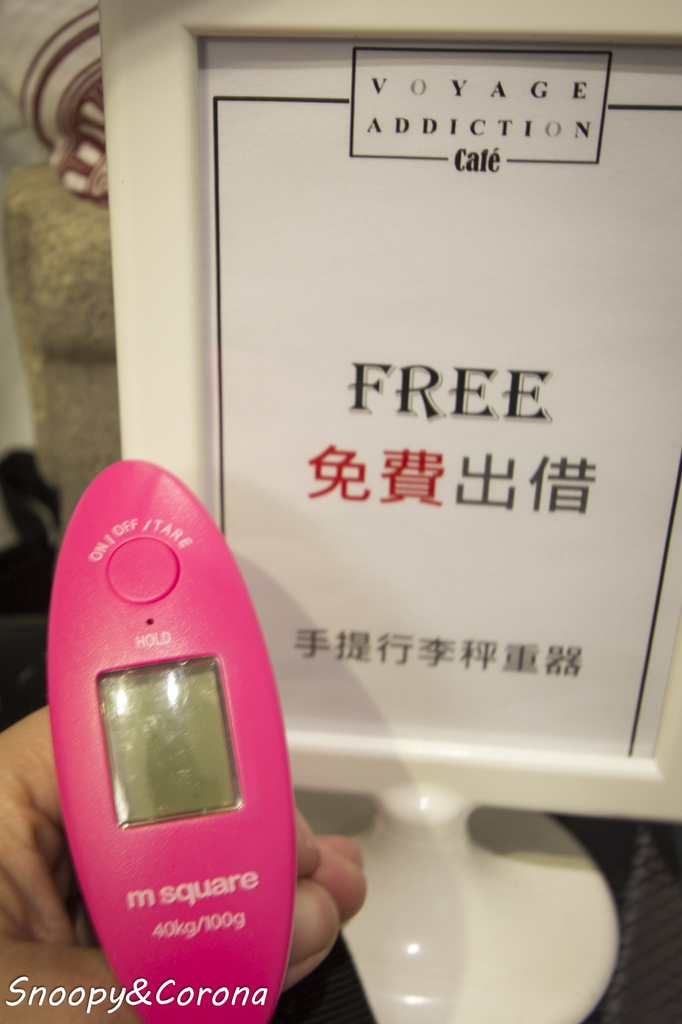 VOYAGE
ADDICTION
Café
FREE
免費出借
手提行李秤重器
ON/OFF/TARE
HOLD
m square
40kg/100g
Snoopy&Corona